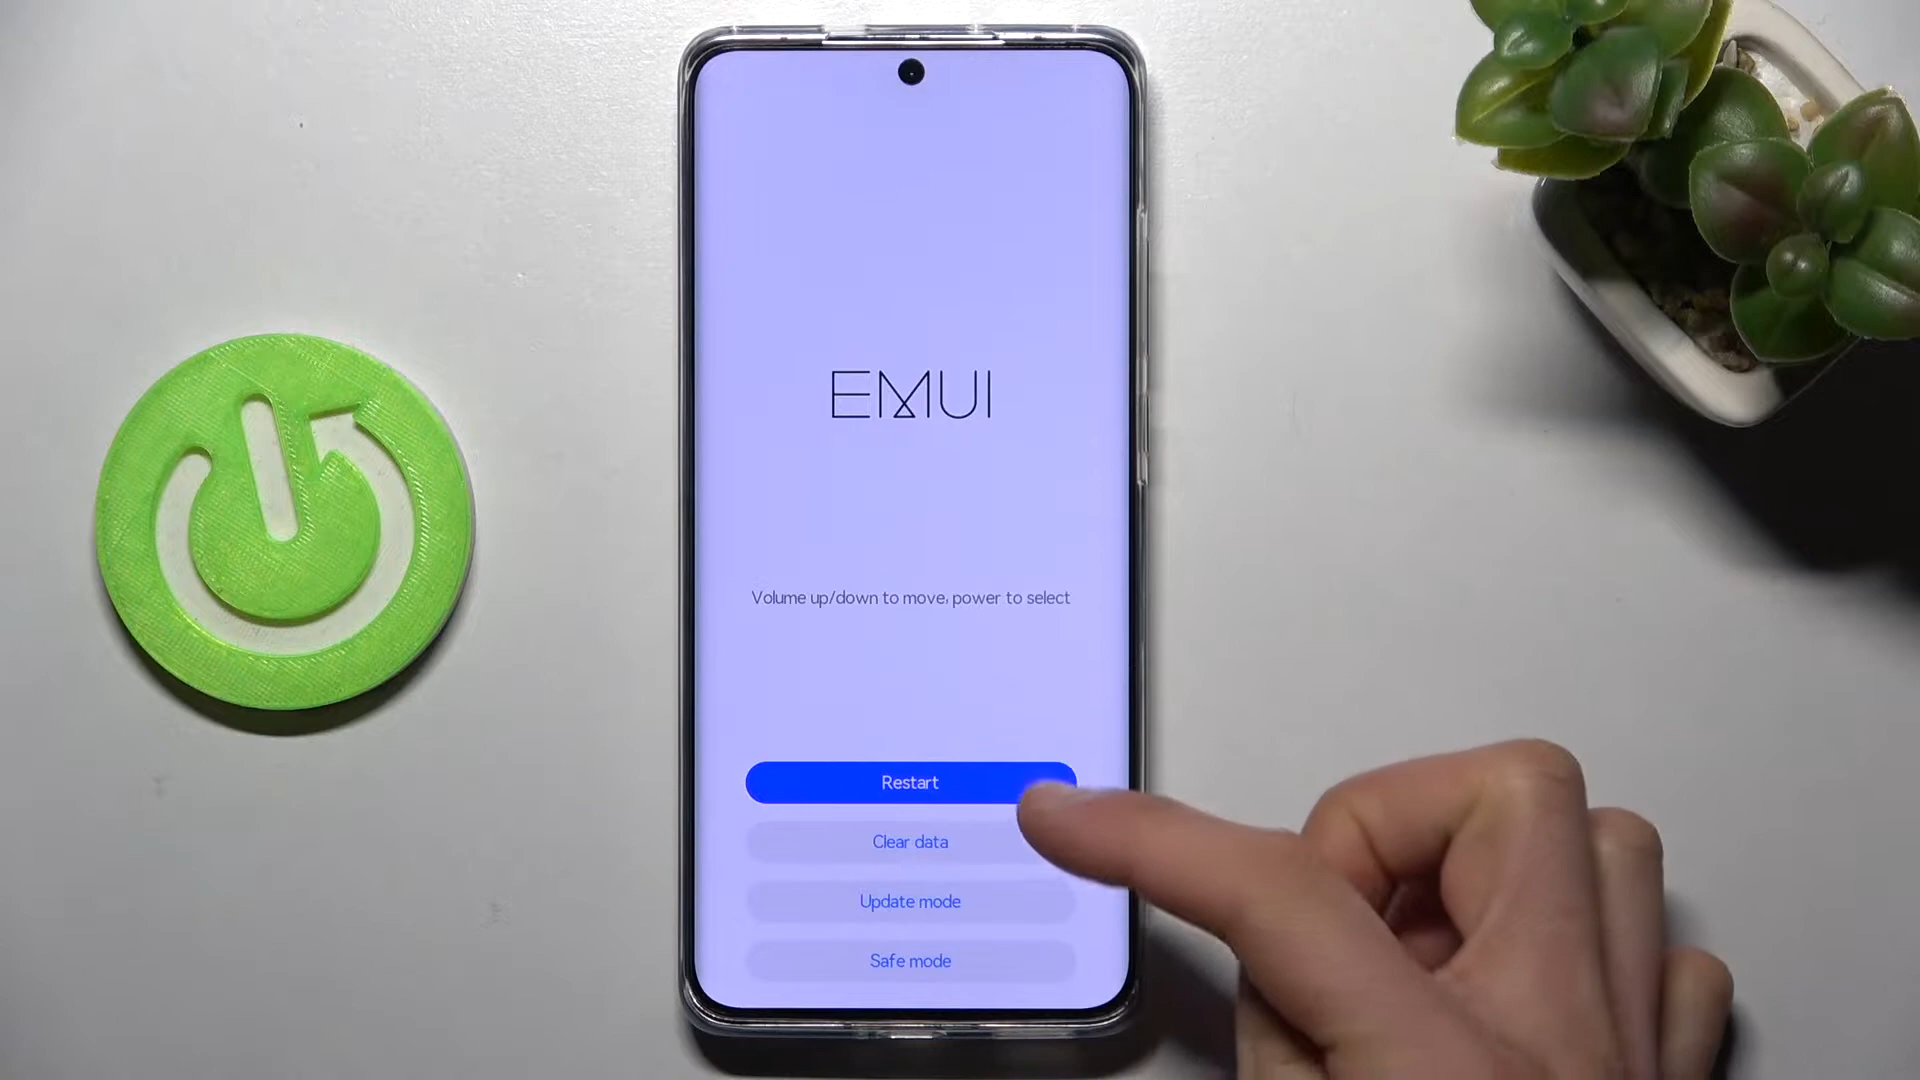 EMUI
Volume up/down to move, power to select
Restart
Clear data
Update mode
Safe mode